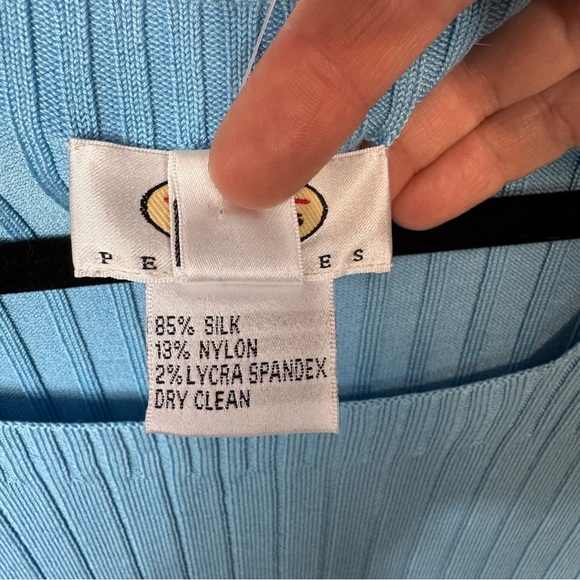 P E E S
85% SILK
13% NYLON
2% LYCRA SPANDEX
DRY CLEAN